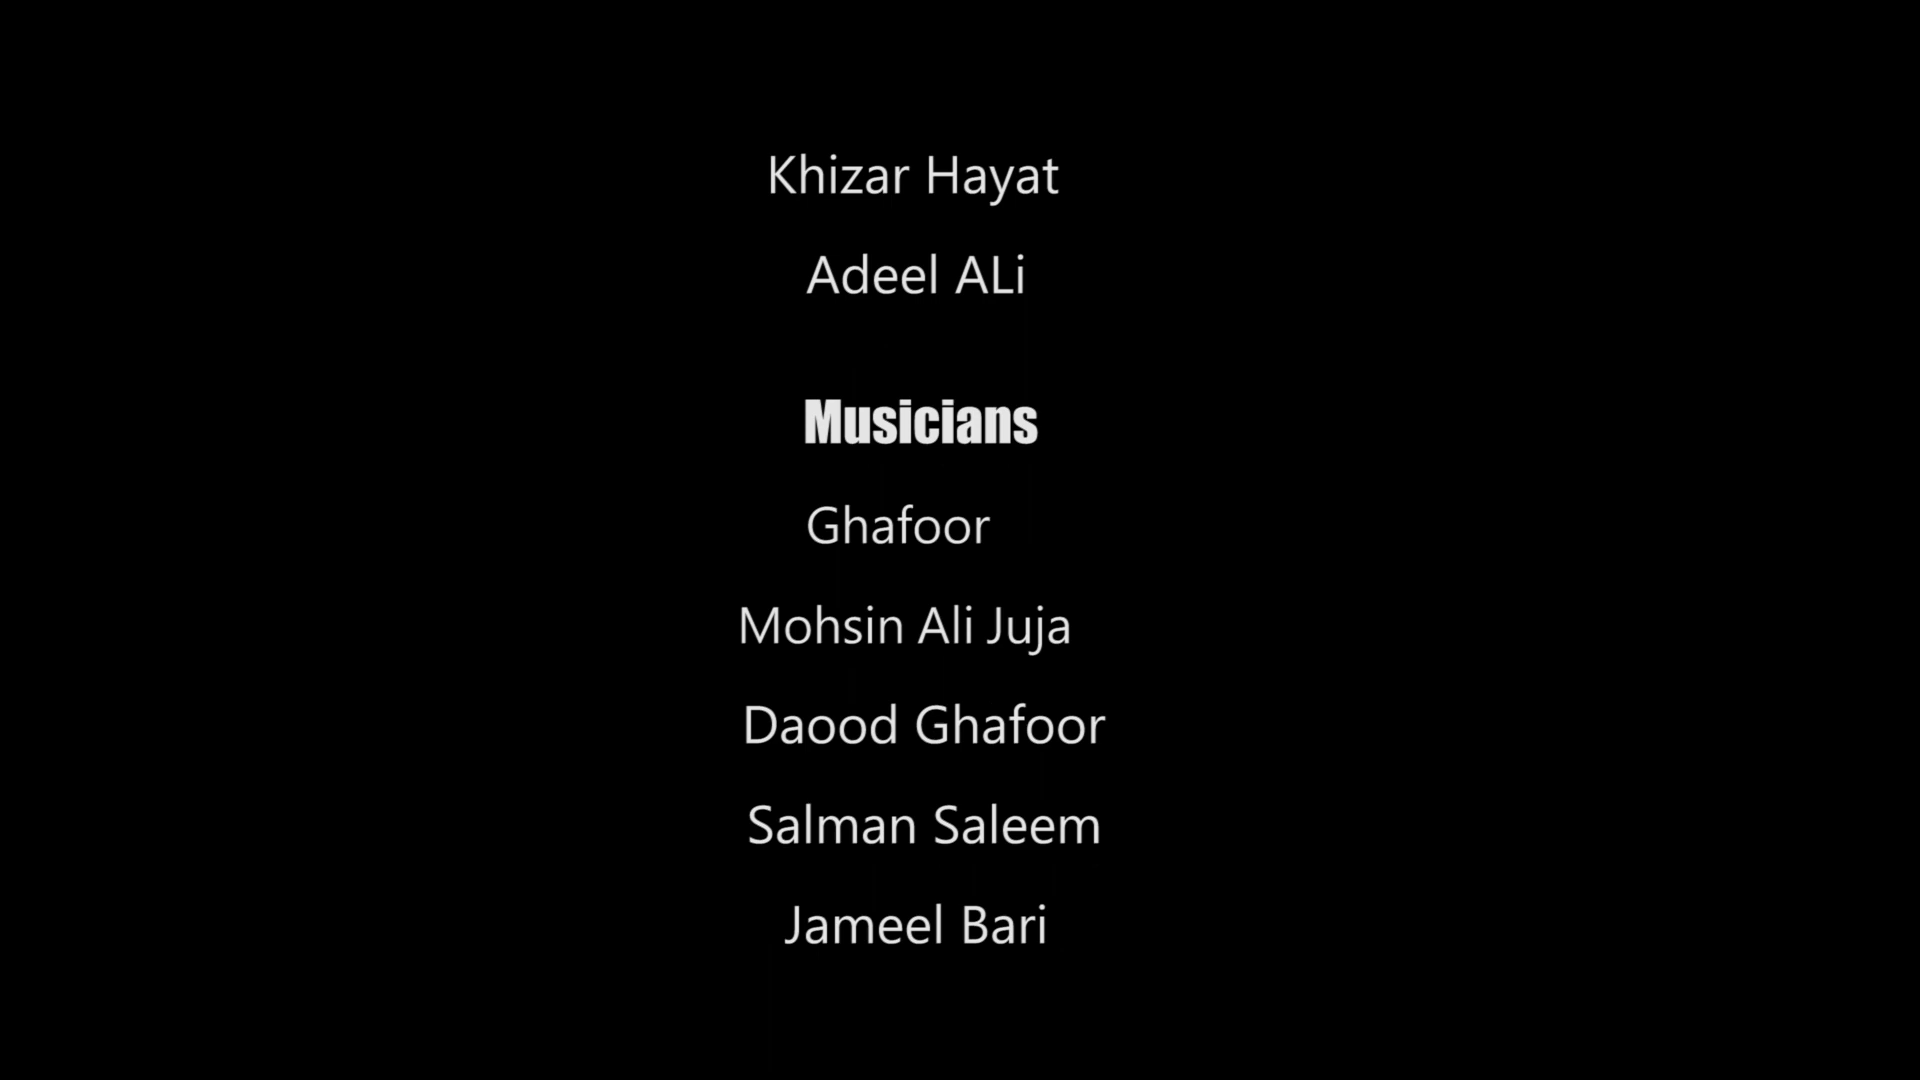 Khizar Hayat
Adeel ALi
Musicians
Ghafoor
Mohsin Ali Juja
Daood Ghafoor
Salman Saleem
Jameel Bari